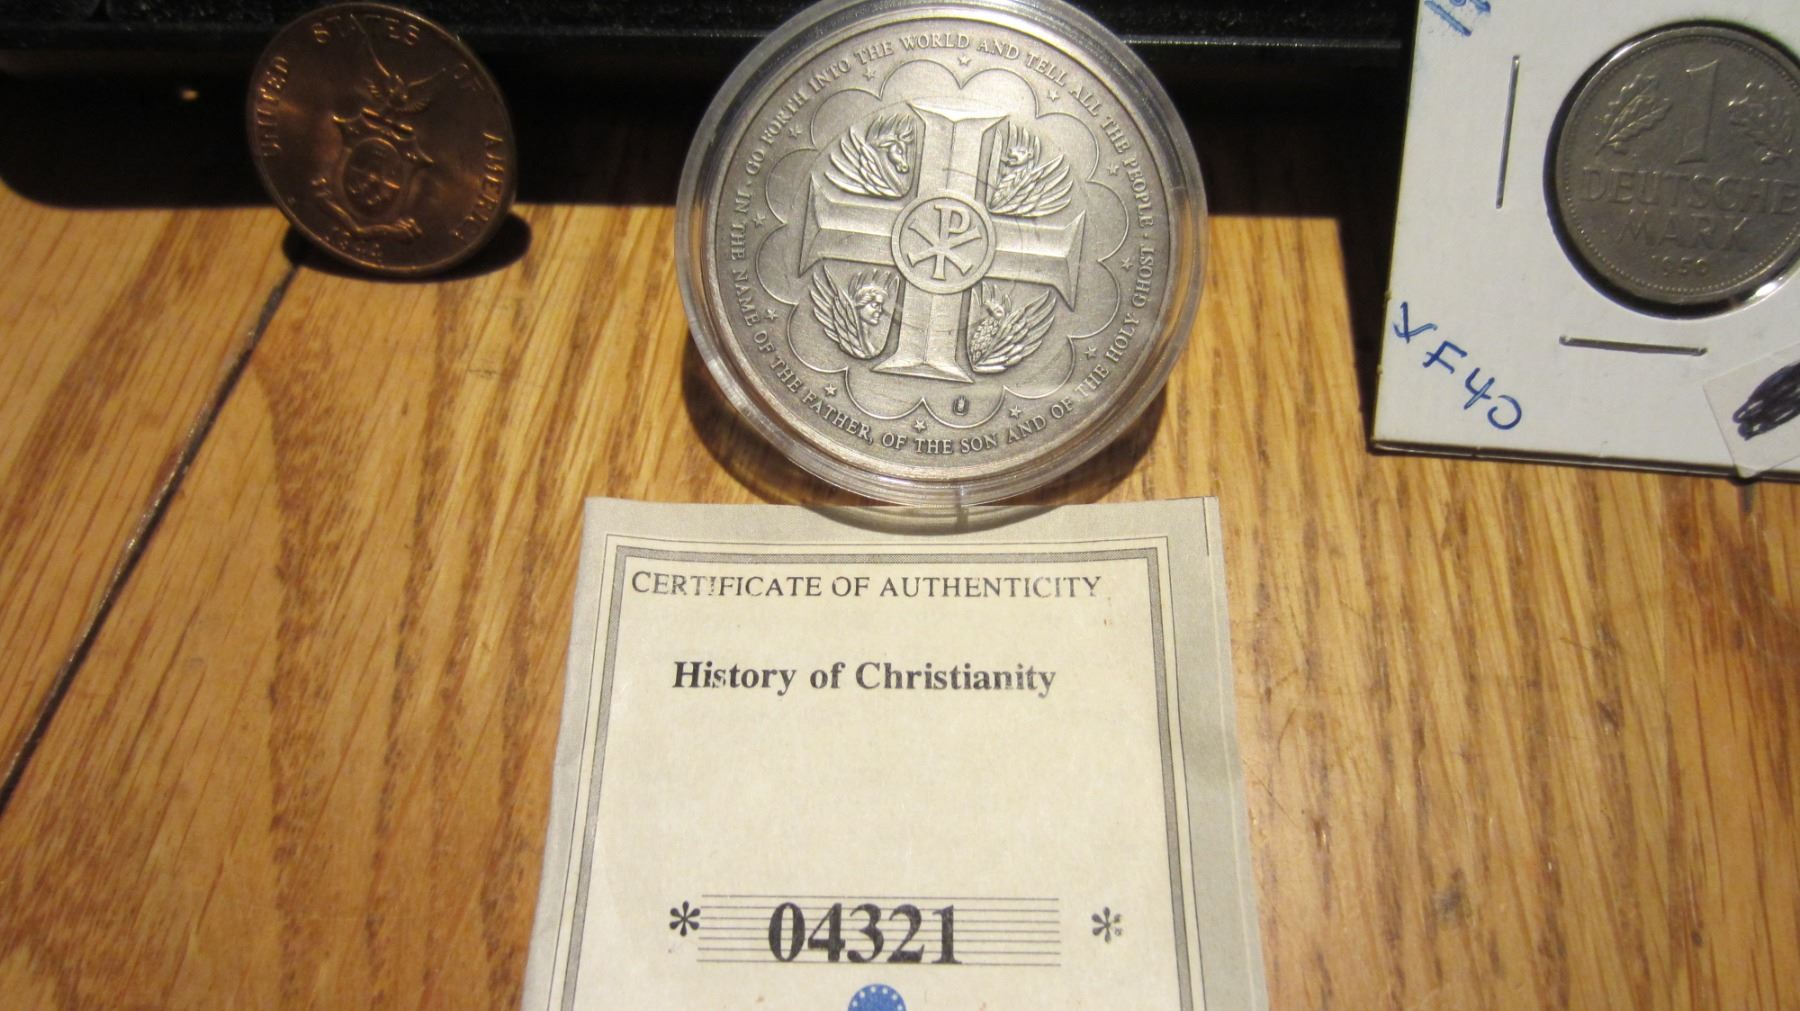 UNITED STATES OF AMERICA
· GO FORTH INTO THE WORLD AND TELL ALL THE PEOPLE ·
IN THE NAME OF THE FATHER, OF THE SON AND OF THE HOLY GHOST
1
DEUTSCHE
MARK
1950
XF40
CERTIFICATE OF AUTHENTICITY
History of Christianity
* 04321 *